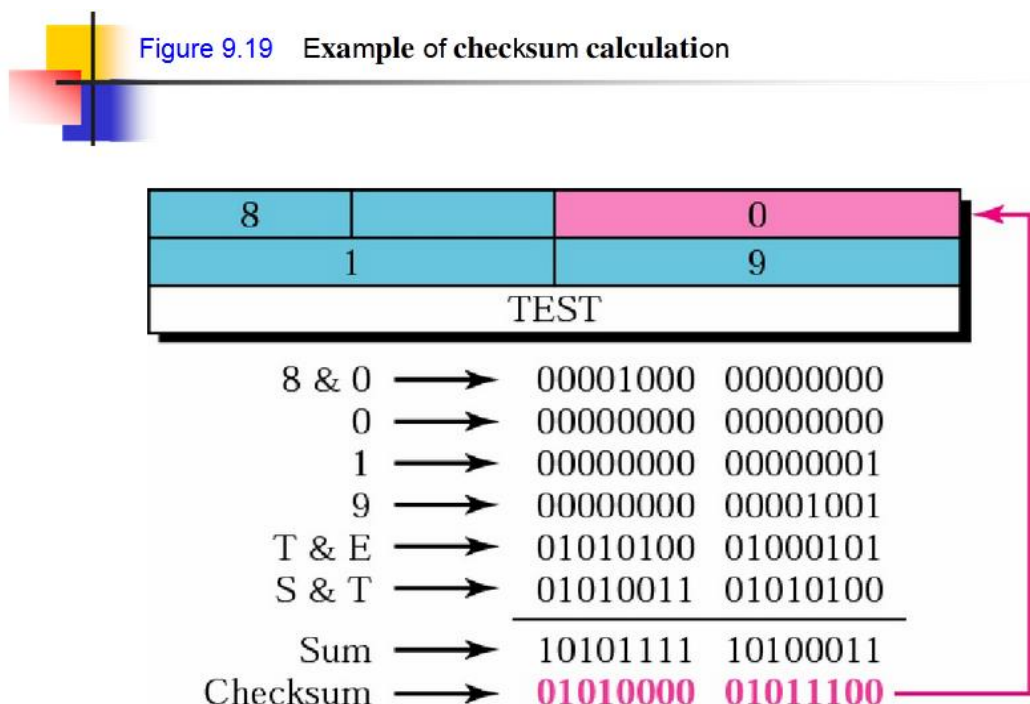 Figure 9.19 Example of checksum calculation
8 0
1 9
TEST
8 & 0 00001000 00000000
0 00000000 00000000
1 00000000 00000001
9 00000000 00001001
T & E 01010100 01000101
S & T 01010011 01010100
Sum 10101111 10100011
Checksum 01010000 01011100